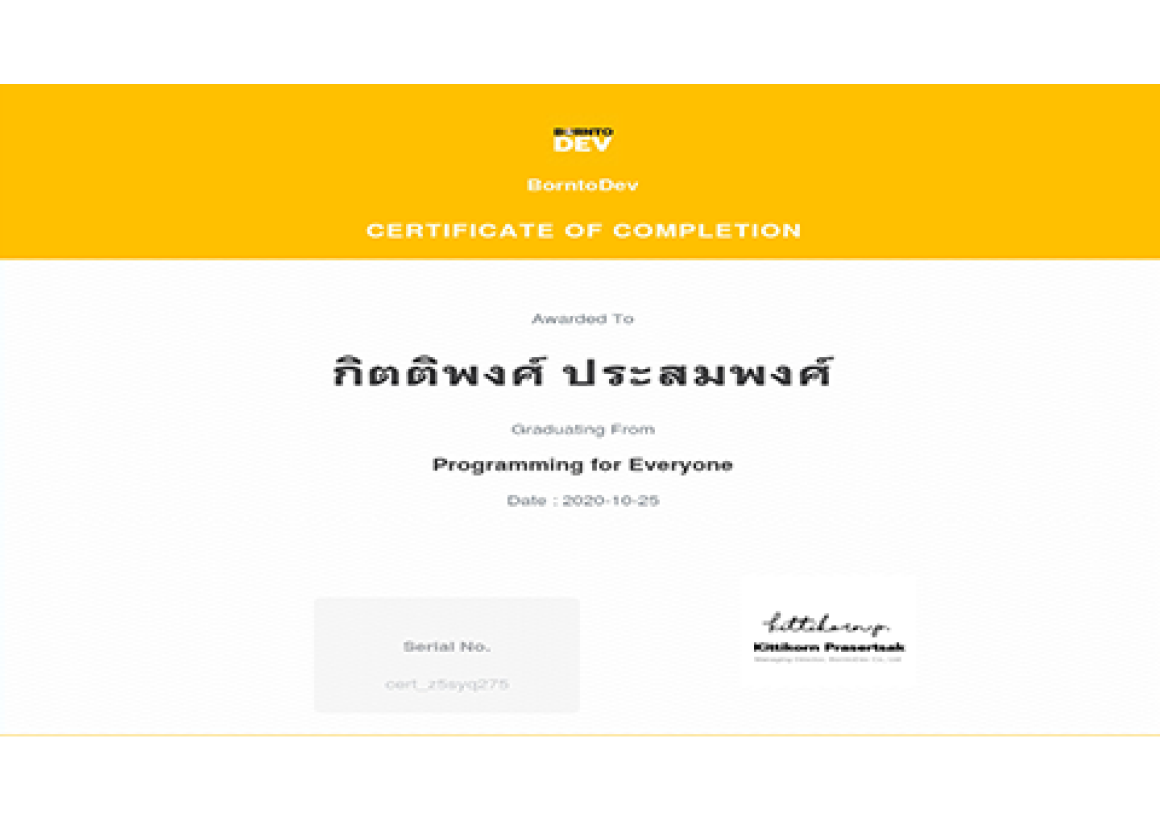 BORNTO
DEV
BorntoDev
CERTIFICATE OF COMPLETION
Awarded To
กิตติพงศ์ ประสมพงศ์
Graduating From
Programming for Everyone
Date : 2020-10-25
Serial No.
cert_z5syq275
kittikorn.p.
Kittikorn Prasertsak
Managing Director, BorntoDev Co., Ltd